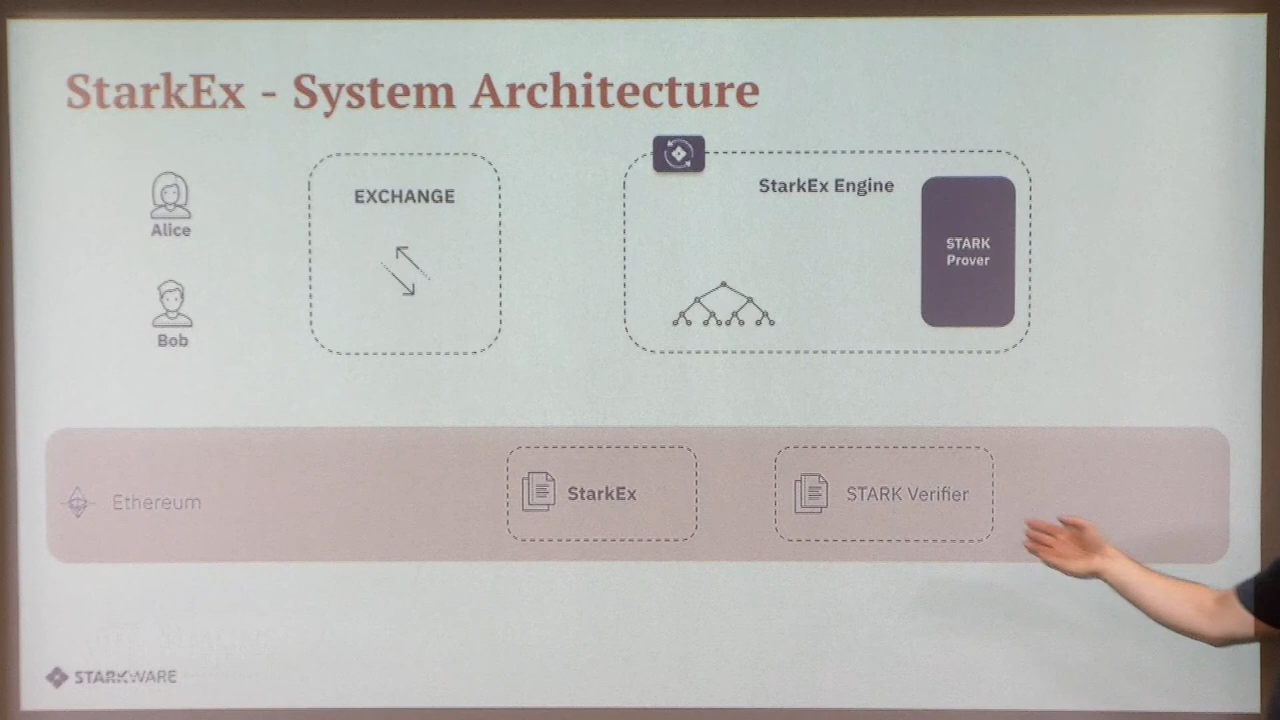 StarkEx - System Architecture
EXCHANGE
StarkEx Engine
STARK
Prover
Alice
Bob
Ethereum
StarkEx
STARK Verifier
STARKWARE